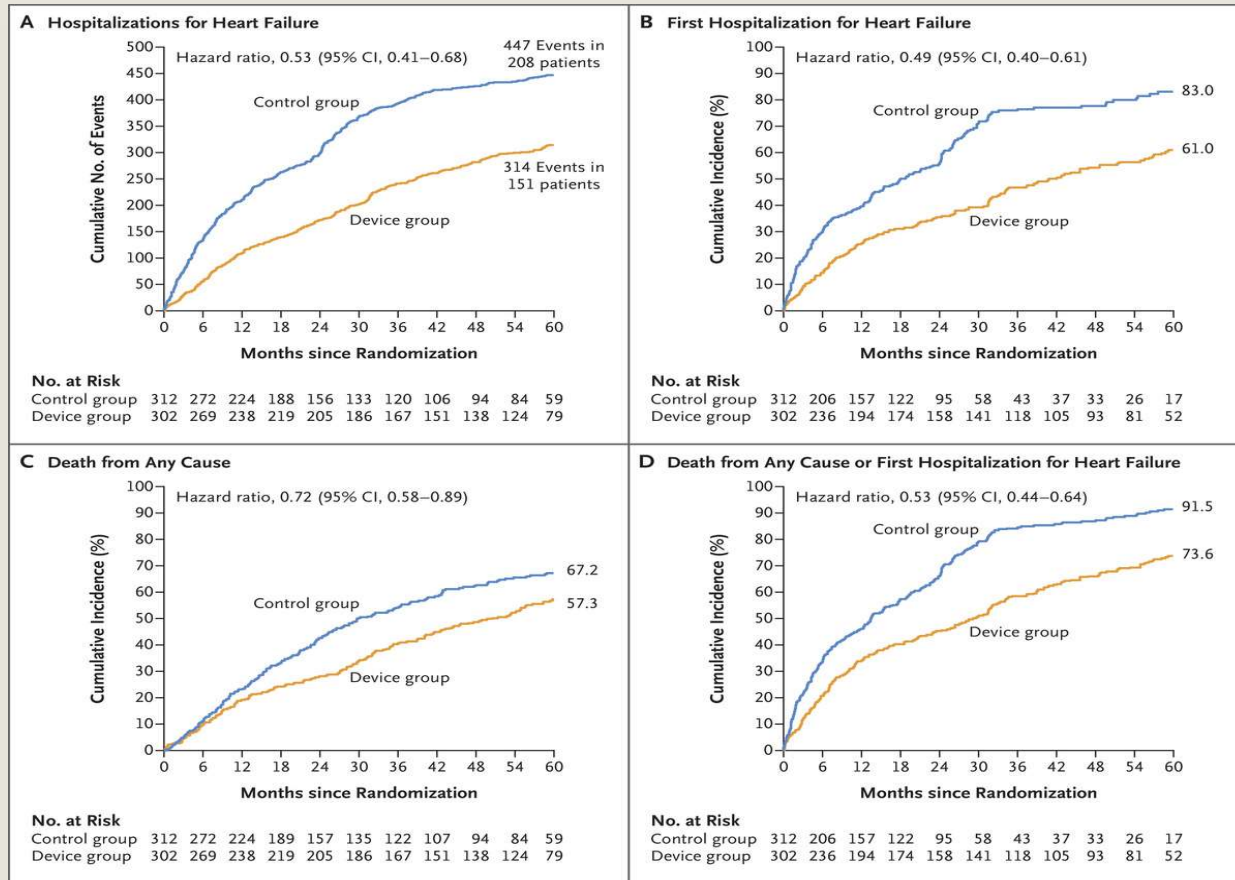 A Hospitalizations for Heart Failure
Hazard ratio, 0.53 (95% CI, 0.41–0.68)
447 Events in
208 patients
Control group
314 Events in
151 patients
Device group
Cumulative No. of Events
500
450
400
350
300
250
200
150
100
50
0
0 6 12 18 24 30 36 42 48 54 60
Months since Randomization
No. at Risk
Control group 312 272 224 188 156 133 120 106 94 84 59
Device group 302 269 238 219 205 186 167 151 138 124 79
B First Hospitalization for Heart Failure
Hazard ratio, 0.49 (95% CI, 0.40–0.61)
83.0
Control group
61.0
Device group
Cumulative Incidence (%)
100
90
80
70
60
50
40
30
20
10
0
0 6 12 18 24 30 36 42 48 54 60
Months since Randomization
No. at Risk
Control group 312 206 157 122 95 58 43 37 33 26 17
Device group 302 236 194 174 158 141 118 105 93 81 52
C Death from Any Cause
Hazard ratio, 0.72 (95% CI, 0.58–0.89)
67.2
Control group
57.3
Device group
Cumulative Incidence (%)
100
90
80
70
60
50
40
30
20
10
0
0 6 12 18 24 30 36 42 48 54 60
Months since Randomization
No. at Risk
Control group 312 272 224 189 157 135 122 107 94 84 59
Device group 302 269 238 219 205 186 167 151 138 124 79
D Death from Any Cause or First Hospitalization for Heart Failure
Hazard ratio, 0.53 (95% CI, 0.44–0.64)
91.5
Control group
73.6
Device group
Cumulative Incidence (%)
100
90
80
70
60
50
40
30
20
10
0
0 6 12 18 24 30 36 42 48 54 60
Months since Randomization
No. at Risk
Control group 312 206 157 122 95 58 43 37 33 26 17
Device group 302 236 194 174 158 141 118 105 93 81 52